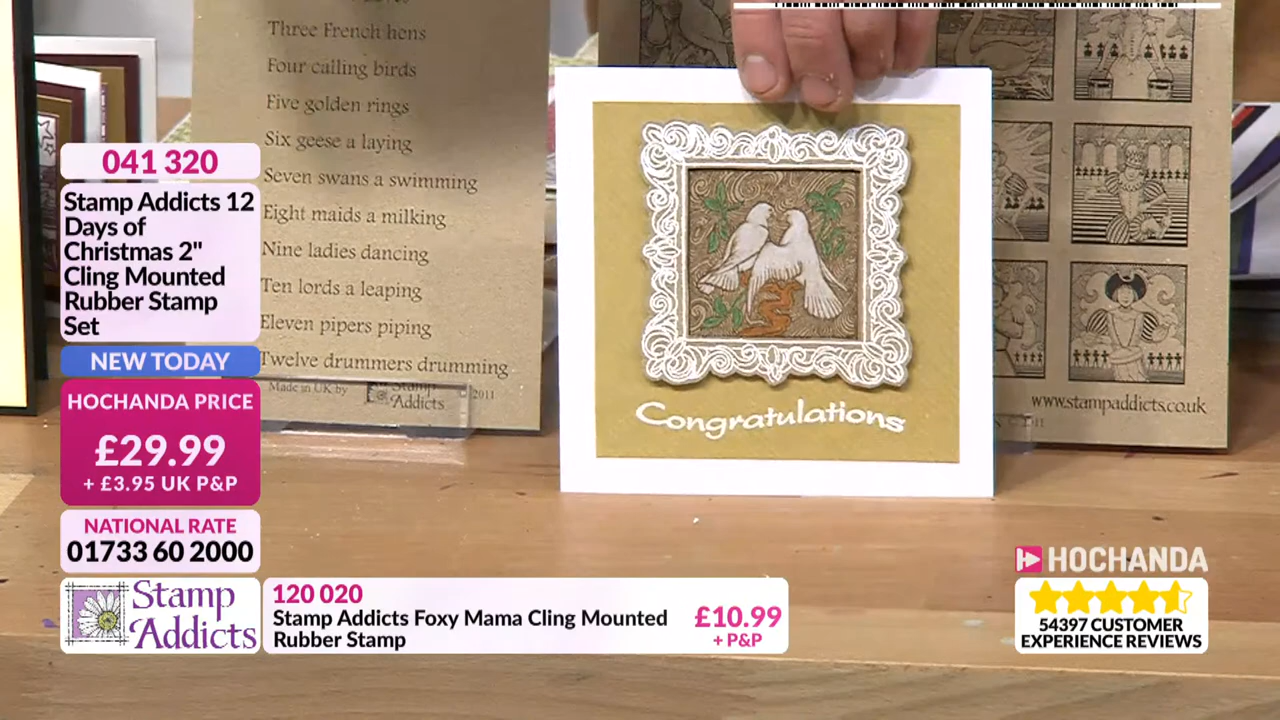 Three French hens
Four calling birds
Five golden rings
Six geese a laying
Seven swans a swimming
Eight maids a milking
Nine ladies dancing
Ten lords a leaping
Eleven pipers piping
Twelve drummers drumming
Made in UK by Stamp Addicts © 2011
Congratulations
www.stampaddicts.co.uk
041 320
Stamp Addicts 12
Days of
Christmas 2"
Cling Mounted
Rubber Stamp
Set
NEW TODAY
HOCHANDA PRICE
£29.99
+ £3.95 UK P&P
NATIONAL RATE
01733 60 2000
Stamp
Addicts
120 020
Stamp Addicts Foxy Mama Cling Mounted
Rubber Stamp
£10.99
+ P&P
HOCHANDA
54397 CUSTOMER
EXPERIENCE REVIEWS